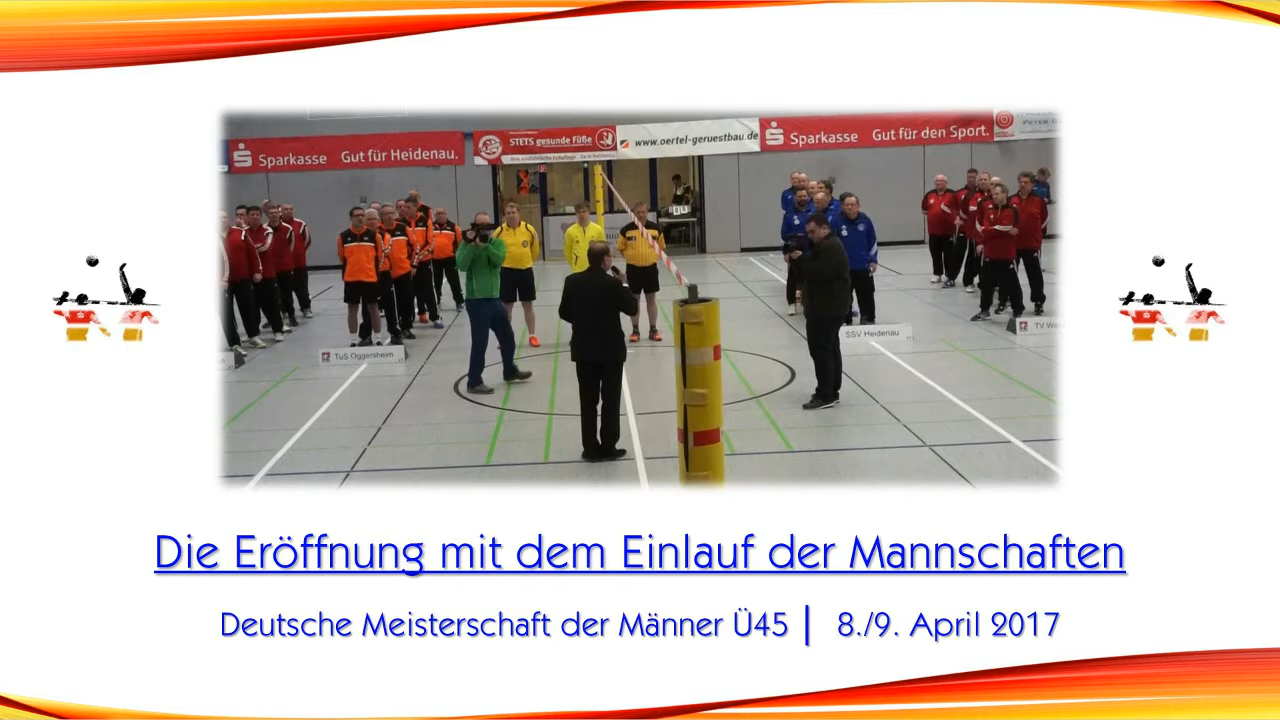 Sparkasse Gut für Heidenau.
STETS gesunde FÜßE
www.oertel-geruestbau.de
Sparkasse Gut für den Sport.
TuS Oggersheim
SSV Heidenau
TV
Die Eröffnung mit dem Einlauf der Mannschaften
Deutsche Meisterschaft der Männer Ü45 | 8./9. April 2017